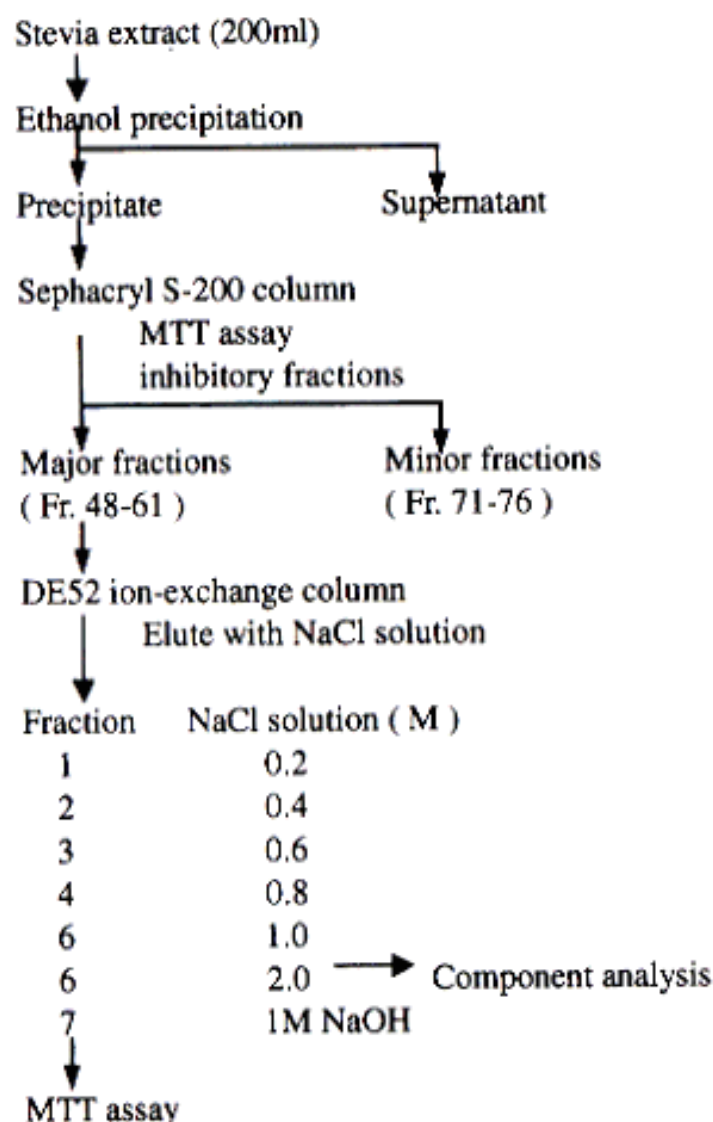 Stevia extract (200ml)
Ethanol precipitation
Precipitate Supernatant
Sephacryl S-200 column
MTT assay
inhibitory fractions
Major fractions Minor fractions
( Fr. 48-61 ) ( Fr. 71-76 )
DE52 ion-exchange column
Elute with NaCl solution
Fraction NaCl solution ( M )
1 0.2
2 0.4
3 0.6
4 0.8
6 1.0
6 2.0 Component analysis
7 1M NaOH
MTT assay